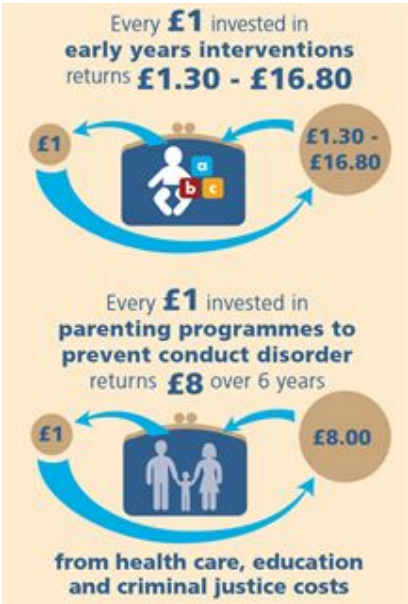 Every £1 invested in
early years interventions
returns £1.30 - £16.80
£1
a
b c
£1.30 -
£16.80
Every £1 invested in
parenting programmes to
prevent conduct disorder
returns £8 over 6 years
£1
£8.00
from health care, education
and criminal justice costs